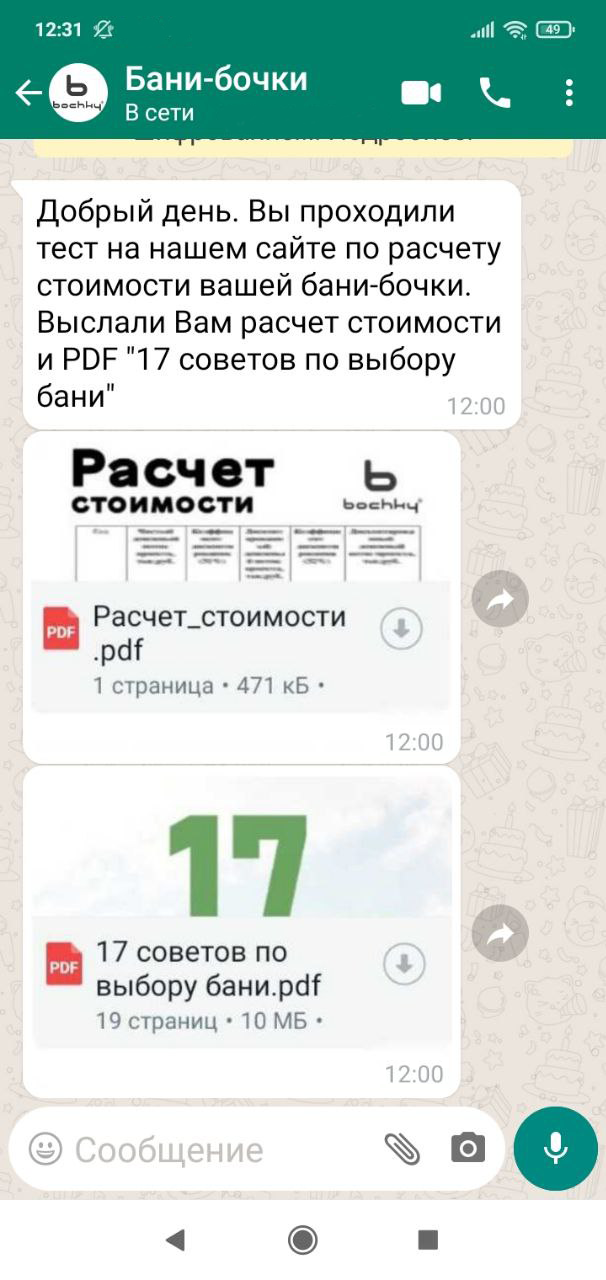 12:31
49
Бани-бочки
bochky
В сети
Добрый день. Вы проходили
тест на нашем сайте по расчету
стоимости вашей бани-бочки.
Выслали Вам расчет стоимости
и PDF "17 советов по выбору
бани"
12:00
Расчет
стоимости
bochky
PDF
Расчет_стоимости
.pdf
1 страница • 471 кБ •
12:00
17
PDF
17 советов по
выбору бани.pdf
19 страниц • 10 МБ •
12:00
Сообщение